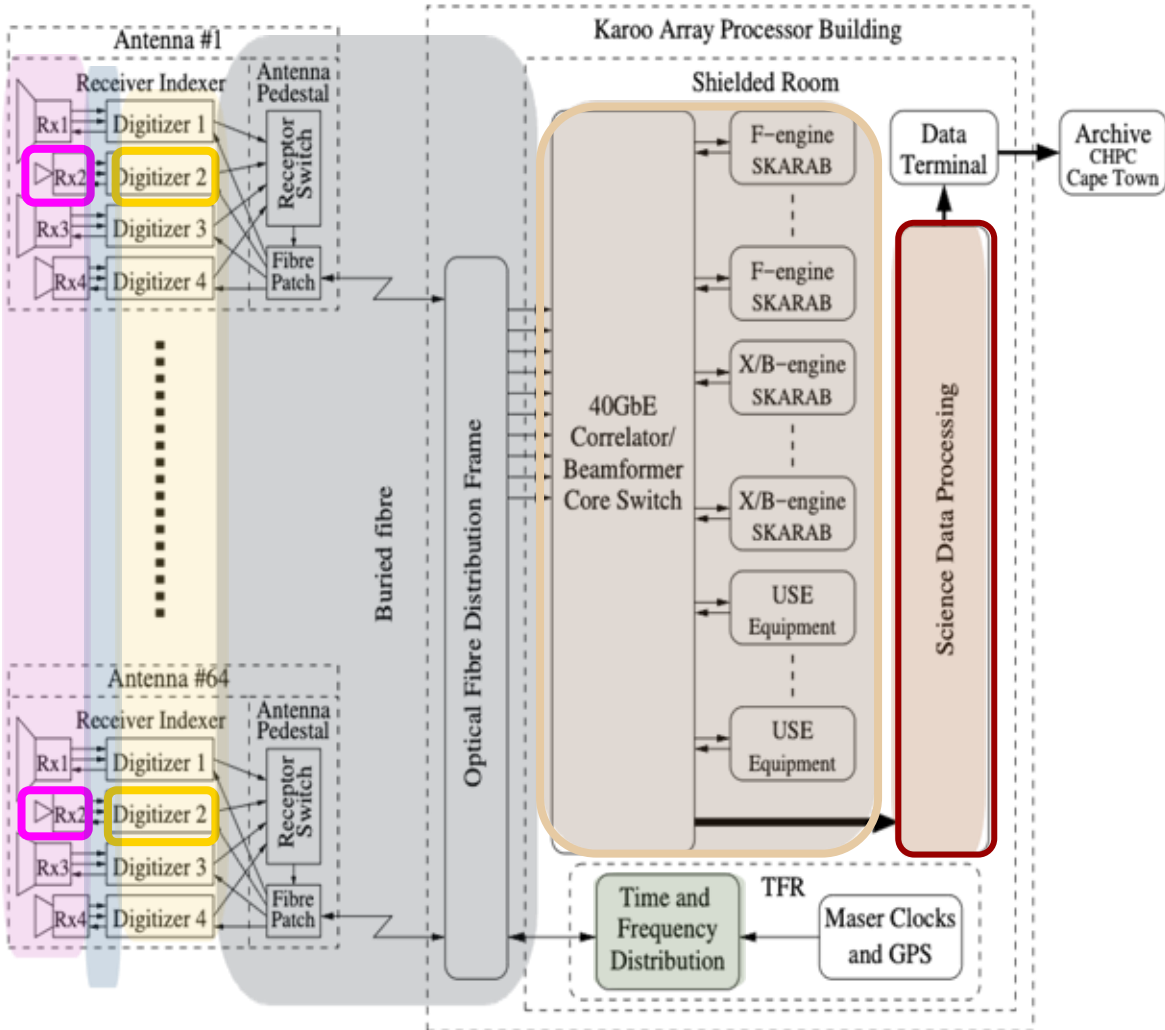 Karoo Array Processor Building
Antenna #1
Receiver Indexer
Antenna
Pedestal
Rx1
Digitizer 1
Rx2
Digitizer 2
Rx3
Digitizer 3
Rx4
Digitizer 4
Receptor
Switch
Fibre
Patch
Antenna #64
Receiver Indexer
Antenna
Pedestal
Rx1
Digitizer 1
Rx2
Digitizer 2
Rx3
Digitizer 3
Rx4
Digitizer 4
Receptor
Switch
Fibre
Patch
Buried fibre
Optical Fibre Distribution Frame
Shielded Room
40GbE
Correlator/
Beamformer
Core Switch
F-engine
SKARAB
F-engine
SKARAB
X/B-engine
SKARAB
X/B-engine
SKARAB
USE
Equipment
USE
Equipment
Data
Terminal
Science Data Processing
Archive
CHPC
Cape Town
TFR
Time and
Frequency
Distribution
Maser Clocks
and GPS